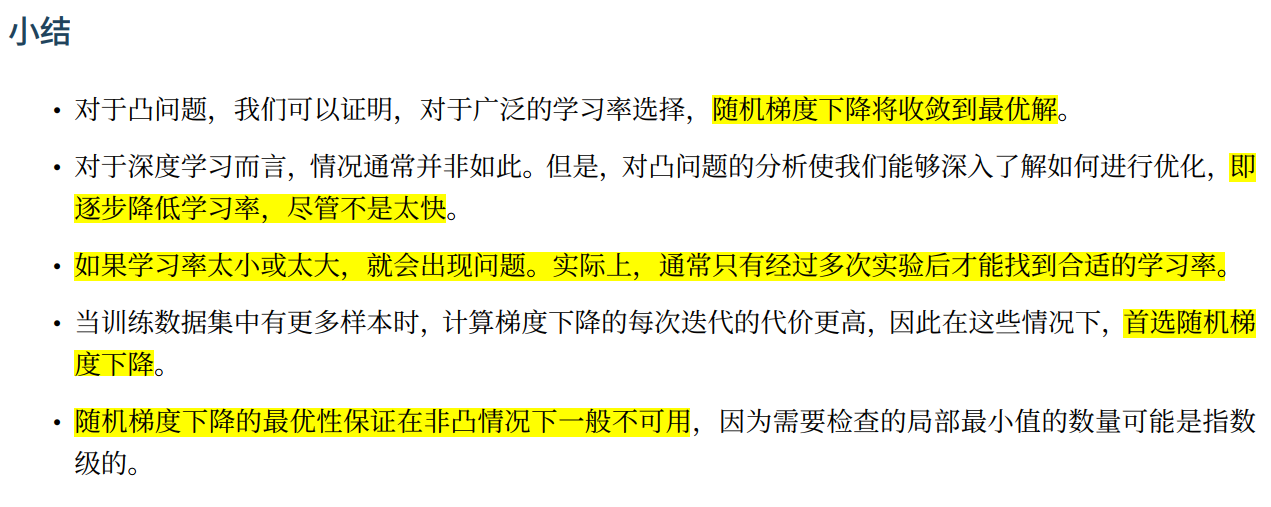 小结
• 对于凸问题，我们可以证明，对于广泛的学习率选择，随机梯度下降将收敛到最优解。
• 对于深度学习而言，情况通常并非如此。但是，对凸问题的分析使我们能够深入了解如何进行优化，即
逐步降低学习率，尽管不是太快。
• 如果学习率太小或太大，就会出现问题。实际上，通常只有经过多次实验后才能找到合适的学习率。
• 当训练数据集中有更多样本时，计算梯度下降的每次迭代的代价更高，因此在这些情况下，首选随机梯
度下降。
• 随机梯度下降的最优性保证在非凸情况下一般不可用，因为需要检查的局部最小值的数量可能是指数
级的。